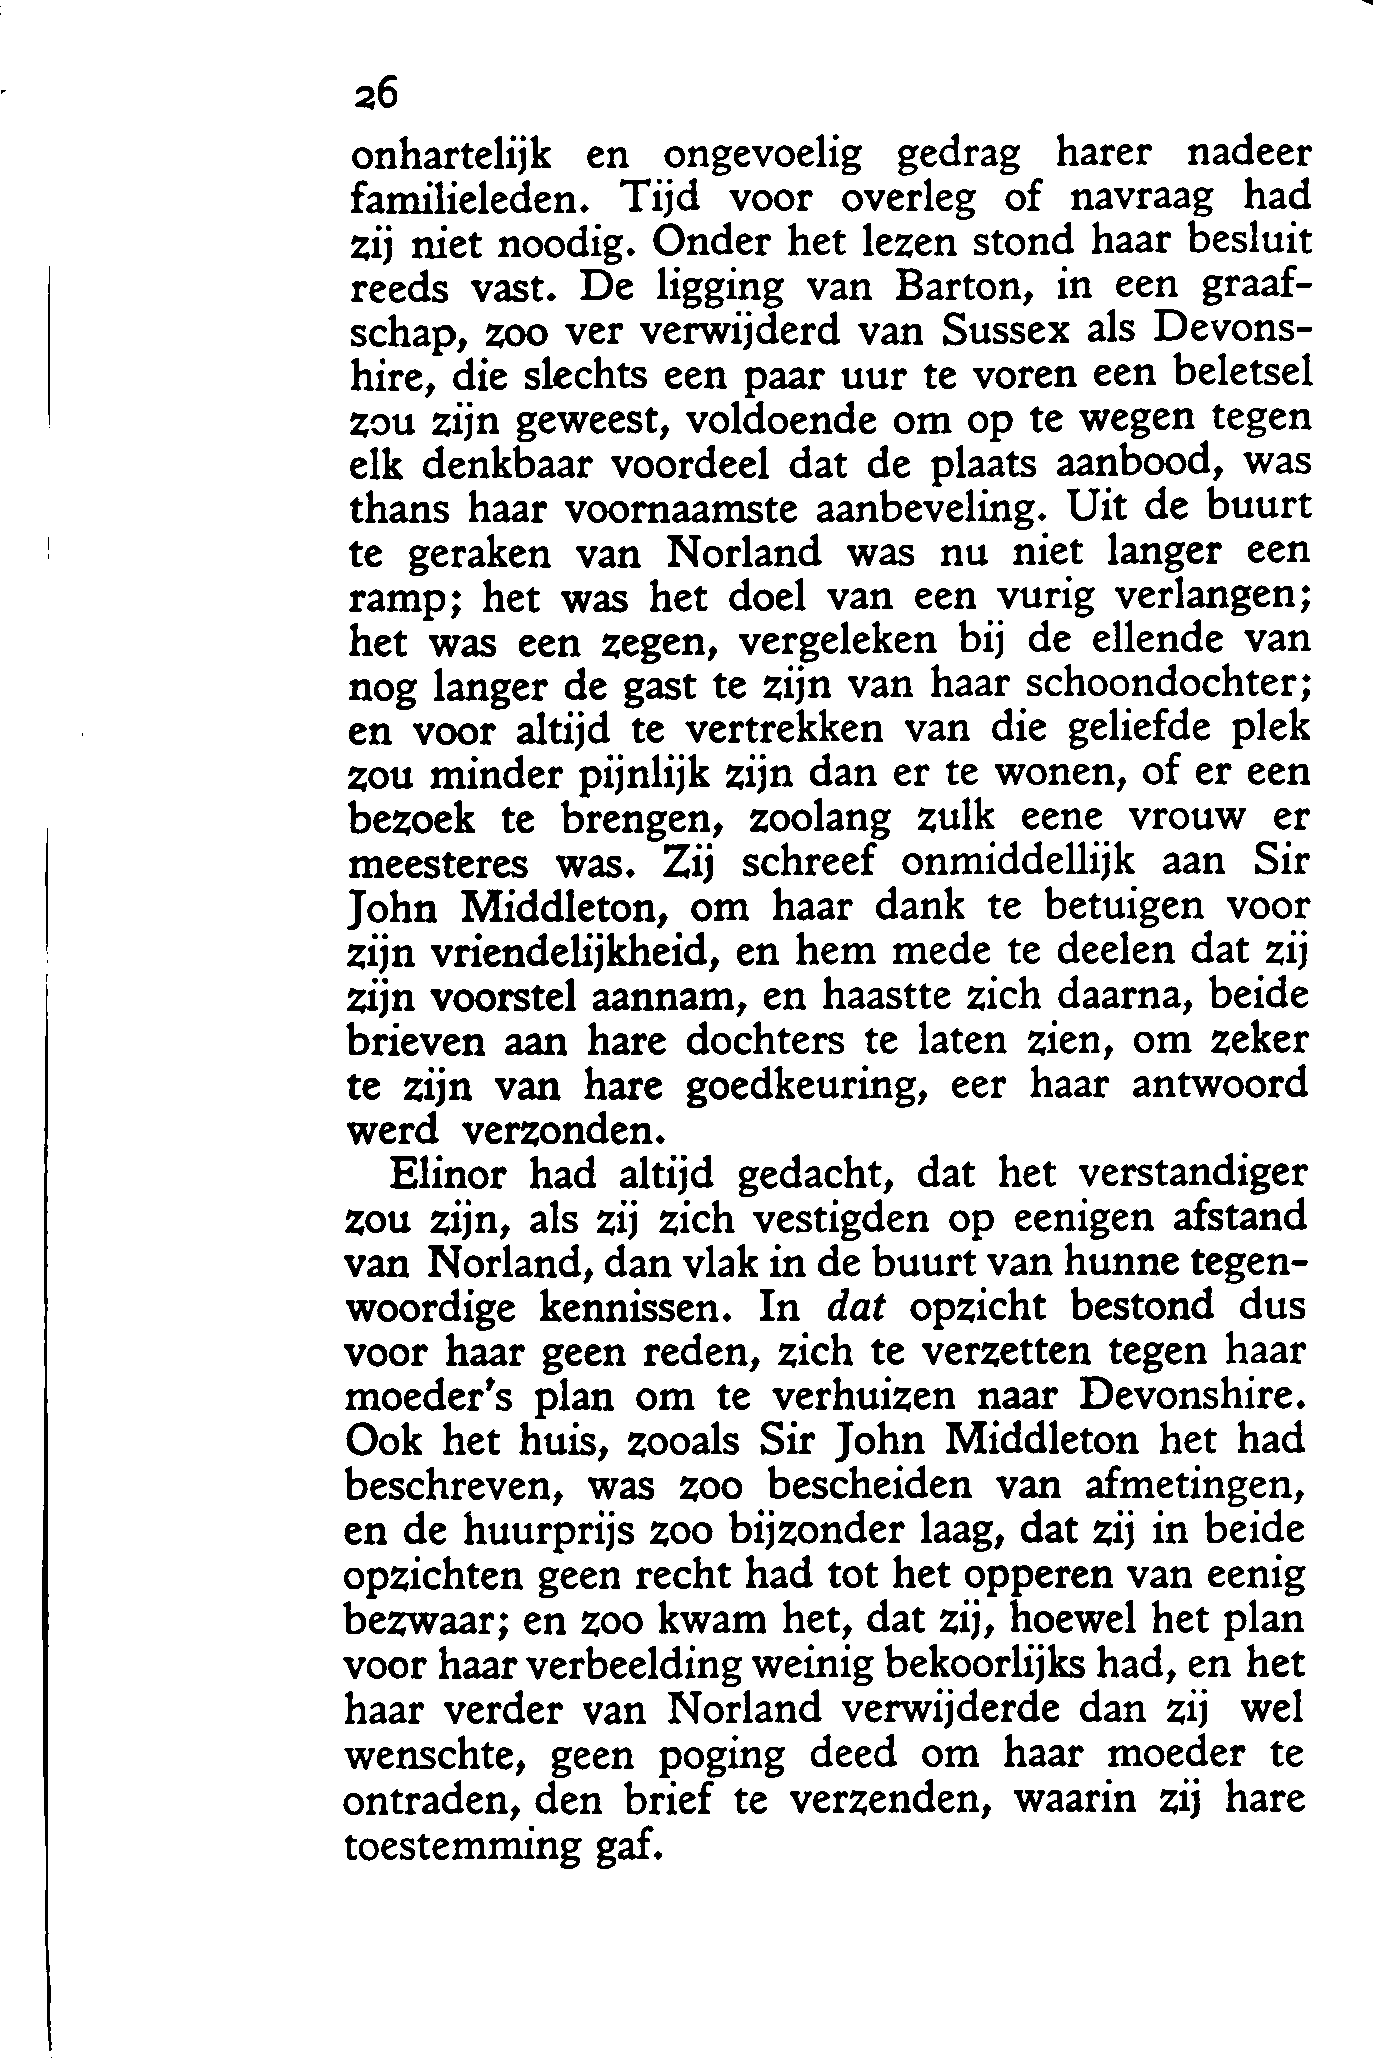 26
onhartelijk en ongevoelig gedrag harer nadeer
familieleden. Tijd voor overleg of navraag had
zij niet noodig. Onder het lezen stond haar besluit
reeds vast. De ligging van Barton, in een graaf-
schap, zoo ver verwijderd van Sussex als Devons-
hire, die slechts een paar uur te voren een beletsel
zou zijn geweest, voldoende om op te wegen tegen
elk denkbaar voordeel dat de plaats aanbood, was
thans haar voornaamste aanbeveling. Uit de buurt
te geraken van Norland was nu niet langer een
ramp; het was het doel van een vurig verlangen;
het was een zegen, vergeleken bij de ellende van
nog langer de gast te zijn van haar schoondochter;
en voor altijd te vertrekken van die geliefde plek
zou minder pijnlijk zijn dan er te wonen, of er een
bezoek te brengen, zoolang zulk eene vrouw er
meesteres was. Zij schreef onmiddellijk aan Sir
John Middleton, om haar dank te betuigen voor
zijn vriendelijkheid, en hem mede te deelen dat zij
zijn voorstel aannam, en haastte zich daarna, beide
brieven aan hare dochters te laten zien, om zeker
te zijn van hare goedkeuring, eer haar antwoord
werd verzonden.
Elinor had altijd gedacht, dat het verstandiger
zou zijn, als zij zich vestigden op eenigen afstand
van Norland, dan vlak in de buurt van hunne tegen-
woordige kennissen. In dat opzicht bestond dus
voor haar geen reden, zich te verzetten tegen haar
moeder's plan om te verhuizen naar Devonshire.
Ook het huis, zooals Sir John Middleton het had
beschreven, was zoo bescheiden van afmetingen,
en de huurprijs zoo bijzonder laag, dat zij in beide
opzichten geen recht had tot het opperen van eenig
bezwaar; en zoo kwam het, dat zij, hoewel het plan
voor haar verbeelding weinig bekoorlijks had, en het
haar verder van Norland verwijderde dan zij wel
wenschte, geen poging deed om haar moeder te
ontraden, den brief te verzenden, waarin zij hare
toestemming gaf.